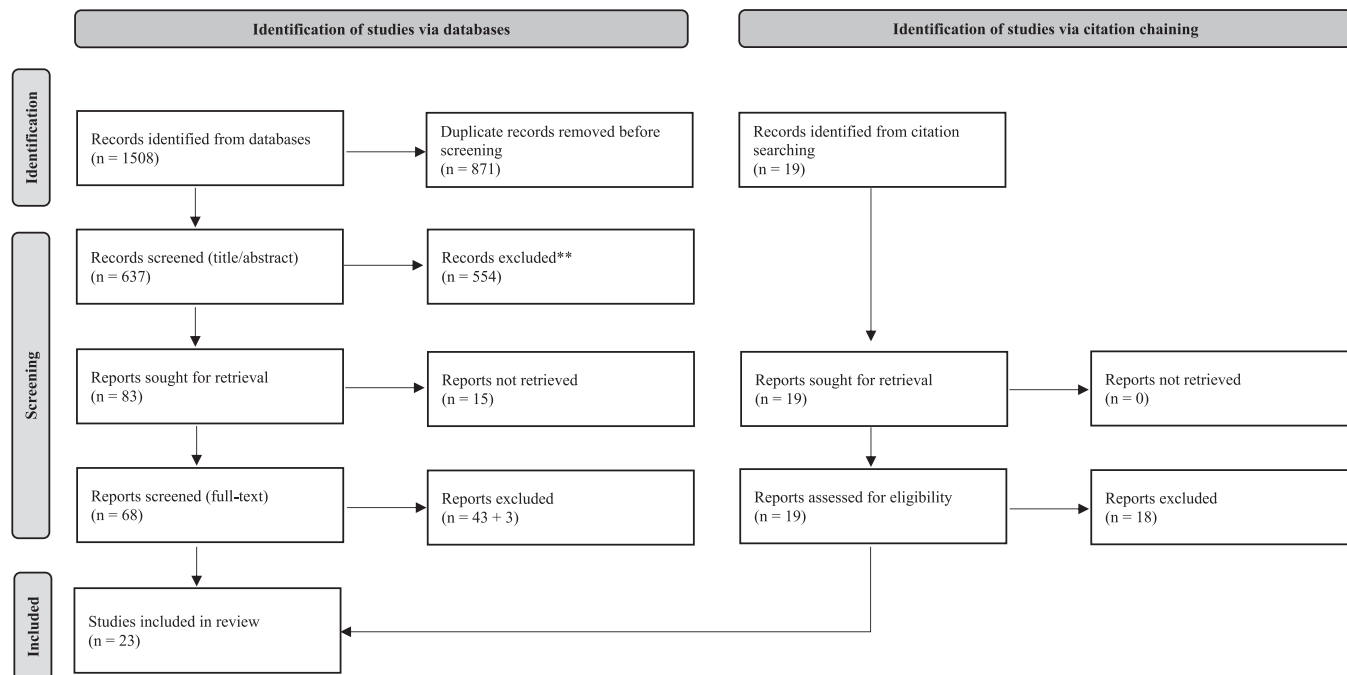 Identification of studies via databases
Identification of studies via citation chaining
Identification
Records identified from databases
(n = 1508)
Duplicate records removed before
screening
(n = 871)
Records identified from citation
searching
(n = 19)
Screening
Records screened (title/abstract)
(n = 637)
Records excluded**
(n = 554)
Reports sought for retrieval
(n = 83)
Reports not retrieved
(n = 15)
Reports sought for retrieval
(n = 19)
Reports not retrieved
(n = 0)
Reports screened (full-text)
(n = 68)
Reports excluded
(n = 43 + 3)
Reports assessed for eligibility
(n = 19)
Reports excluded
(n = 18)
Included
Studies included in review
(n = 23)